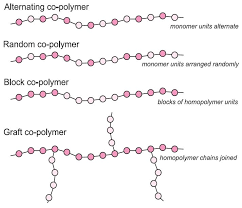 Alternating co-polymer
monomer units alternate
Random co-polymer
monomer units arranged randomly
Block co-polymer
blocks of homopolymer units
Graft co-polymer
homopolymer chains joined